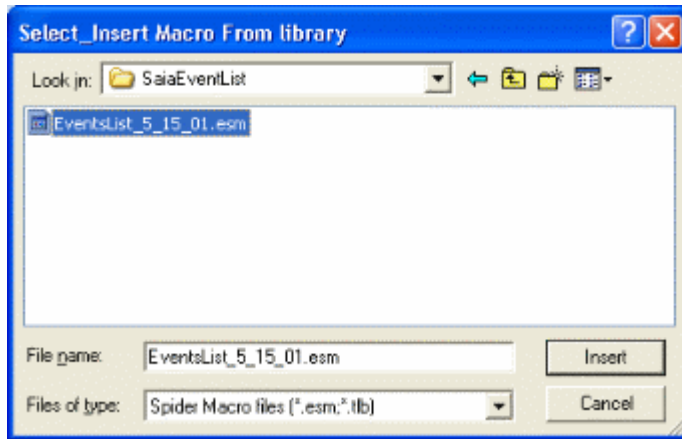 Select_Insert Macro From library
Look in: SaiaEventList
EventsList_5_15_01.esm
File name: EventsList_5_15_01.esm Insert
Files of type: Spider Macro files (*.esm;*.tlb) Cancel